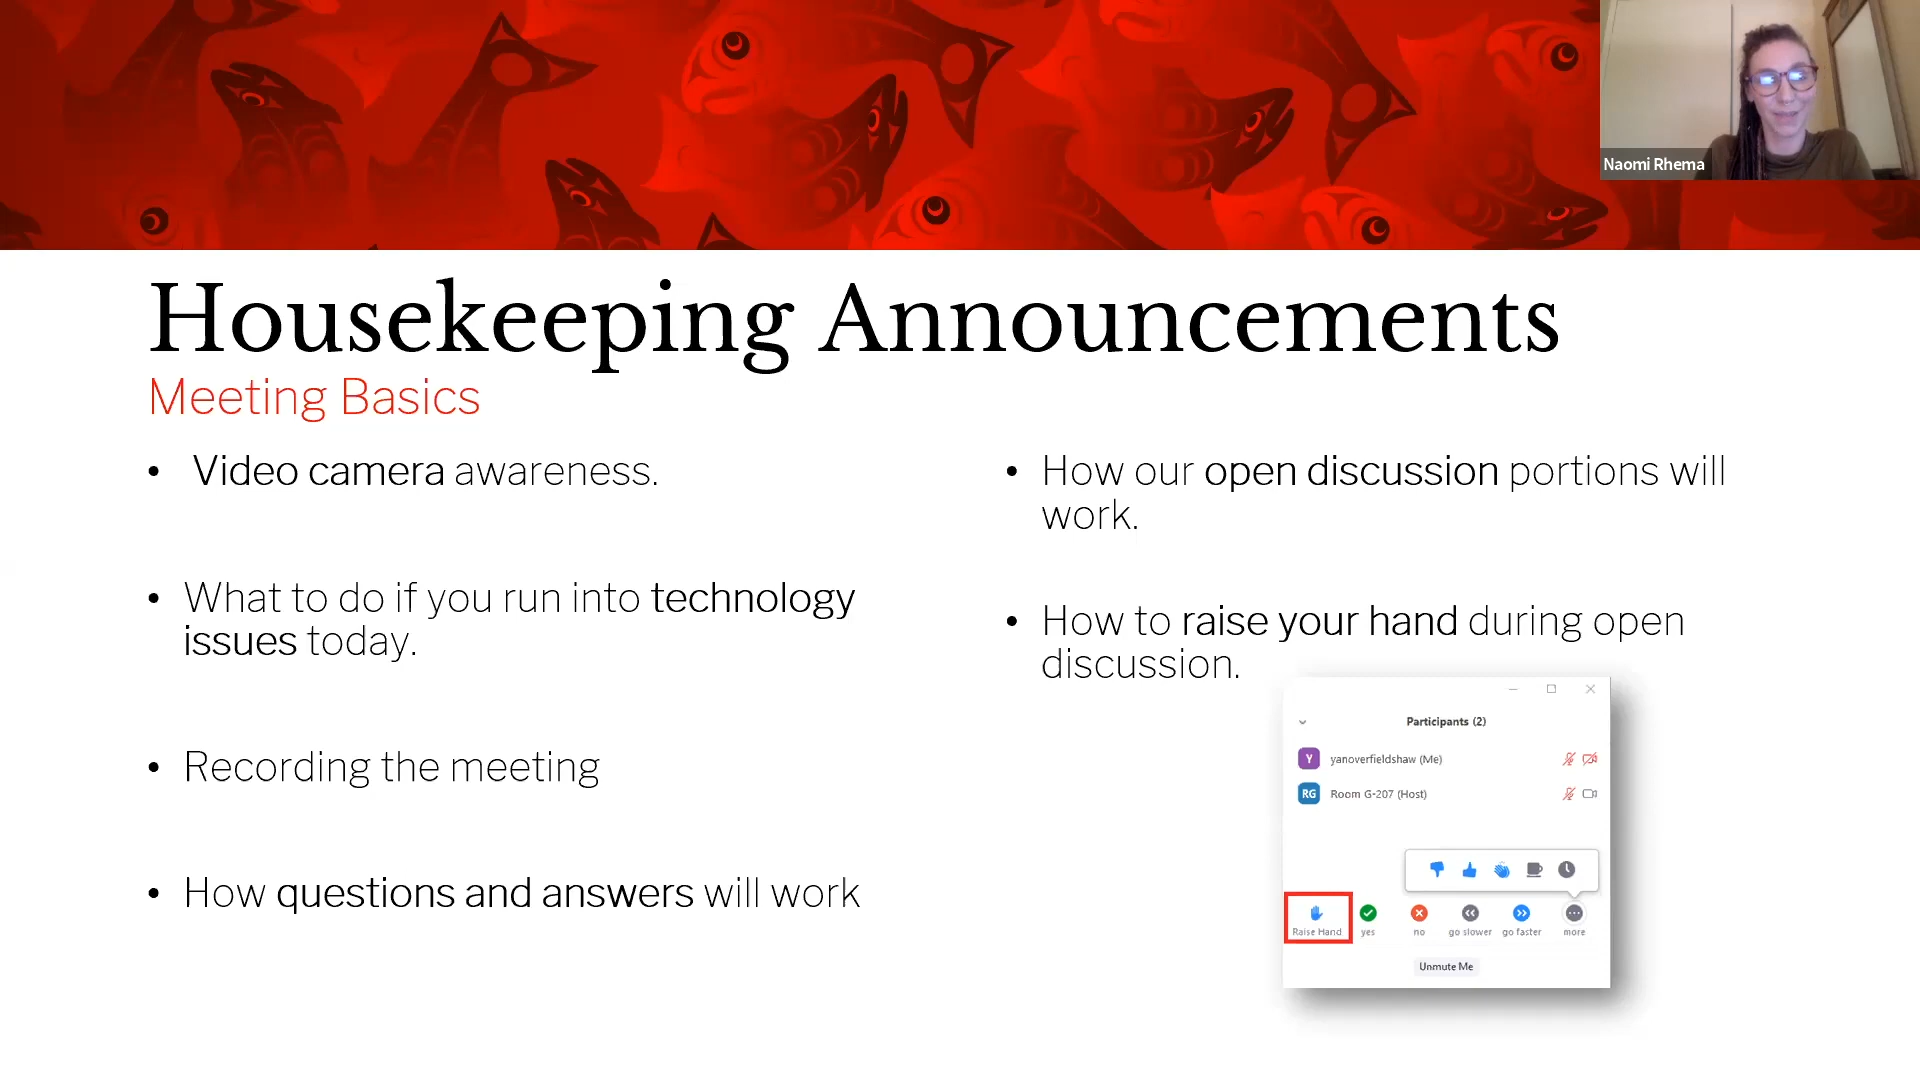 Naomi Rhema
Housekeeping Announcements
Meeting Basics
• Video camera awareness.
• What to do if you run into technology
issues today.
• Recording the meeting
• How questions and answers will work
• How our open discussion portions will
work.
• How to raise your hand during open
discussion.
Participants (2)
Y yanoverfieldshaw (Me)
RG Room G-207 (Host)
Raise Hand yes no go slower go faster more
Unmute Me